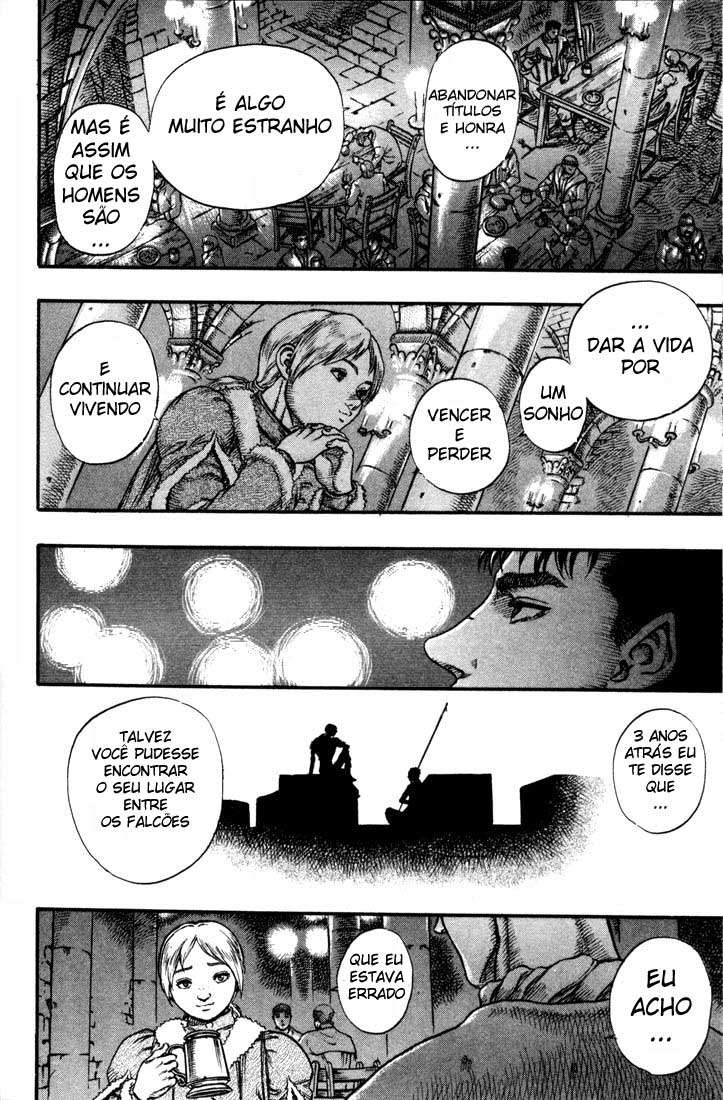 ABANDONAR
TÍTULOS
E HONRA
...
É ALGO
MUITO ESTRANHO
MAS É
ASSIM
QUE OS
HOMENS
SÃO
...
...
DAR A VIDA
POR
UM
SONHO
VENCER
E
PERDER
E
CONTINUAR
VIVENDO
3 ANOS
ATRÁS EU
TE DISSE
QUE
...
TALVEZ
VOCÊ PUDESSE
ENCONTRAR
O SEU LUGAR
ENTRE
OS FALCÕES
EU
ACHO
...
QUE EU
ESTAVA
ERRADO